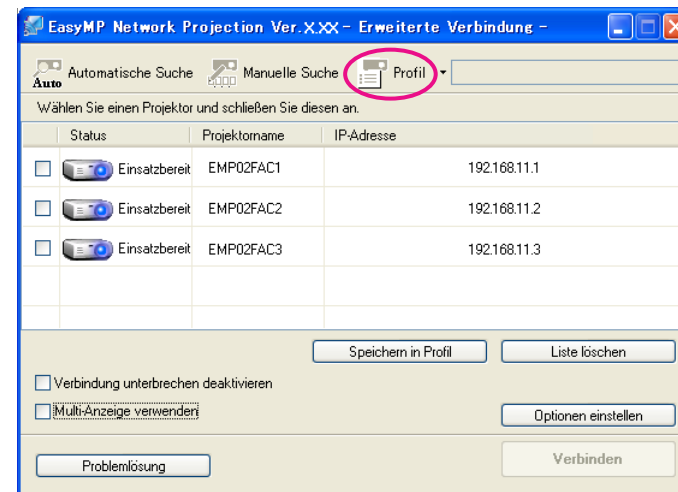 EasyMP Network Projection Ver.X.XX – Erweiterte Verbindung –
Auto Automatische Suche Manuelle Suche Profil
Wählen Sie einen Projektor und schließen Sie diesen an.
Status Projektorname IP-Adresse
Einsatzbereit EMP02FAC1 192.168.11.1
Einsatzbereit EMP02FAC2 192.168.11.2
Einsatzbereit EMP02FAC3 192.168.11.3
Speichern in Profil Liste löschen
Verbindung unterbrechen deaktivieren
Multi-Anzeige verwenden Optionen einstellen
Problemlösung Verbinden